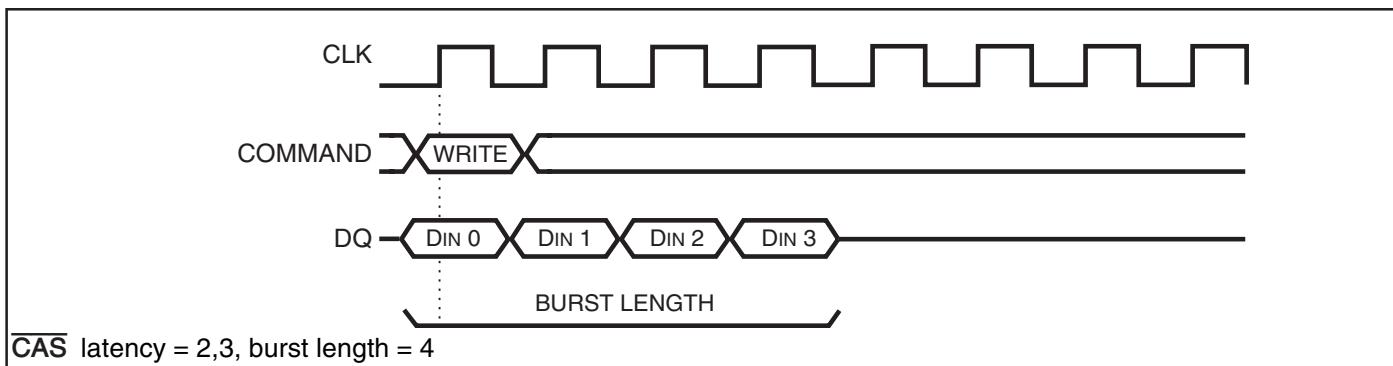 CLK
COMMAND WRITE
DQ DIN 0 DIN 1 DIN 2 DIN 3
BURST LENGTH
CAS latency = 2,3, burst length = 4